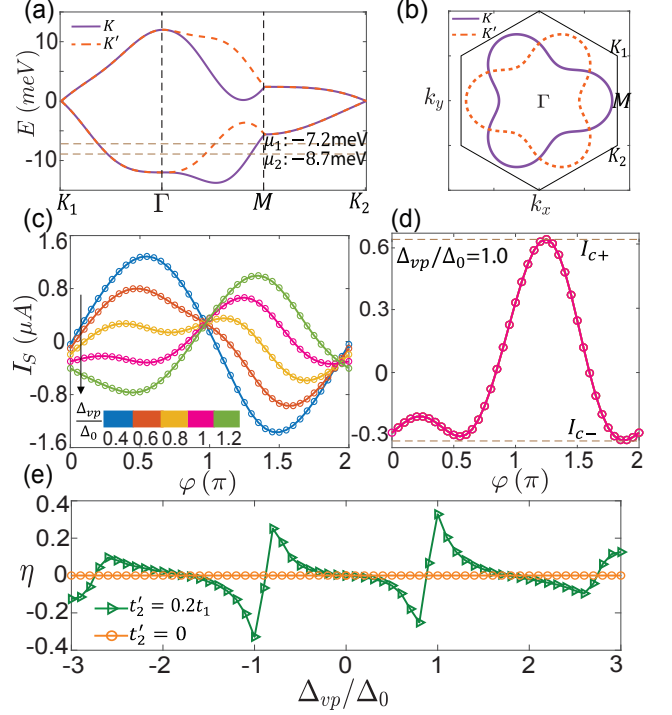 (a)
K
K′
E (meV)
10
0
-10
μ₁:−7.2meV
μ₂:−8.7meV
K₁
Γ
M
K₂
(b)
K
K′
K₁
Γ
M
K₂
k_y
k_x
(c)
1.6
0.8
0
-0.8
-1.6
I_S (μA)
Δ_vp/Δ₀
0.4 0.6 0.8 1 1.2
0 0.5 1 1.5 2
φ (π)
(d)
0.6
0.3
0
-0.3
Δ_vp/Δ₀=1.0
I_c+
I_c−
0 0.5 1 1.5 2
φ (π)
(e)
0.4
0.2
0
-0.2
-0.4
η
t′₂ = 0.2t₁
t′₂ = 0
-3 -2 -1 0 1 2 3
Δ_vp/Δ₀